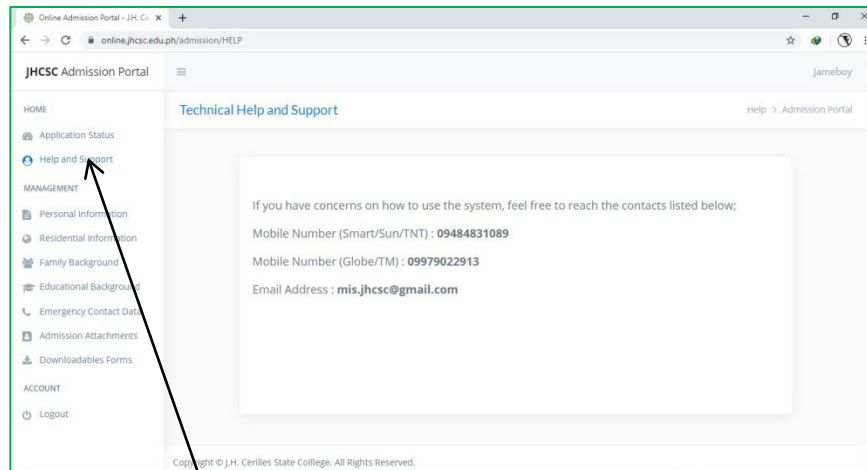 Online Admission Portal - J.H. Ce
online.jhcsc.edu.ph/admission/HELP
JHCSC Admission Portal
Jameboy
HOME
Application Status
Help and Support
MANAGEMENT
Personal Information
Residential Information
Family Background
Educational Background
Emergency Contact Data
Admission Attachments
Downloadables Forms
ACCOUNT
Logout
Technical Help and Support
Help > Admission Portal
If you have concerns on how to use the system, feel free to reach the contacts listed below;
Mobile Number (Smart/Sun/TNT) : 09484831089
Mobile Number (Globe/TM) : 09979022913
Email Address : mis.jhcsc@gmail.com
Copyright © J.H. Cerilles State Colllege. All Rights Reserved.